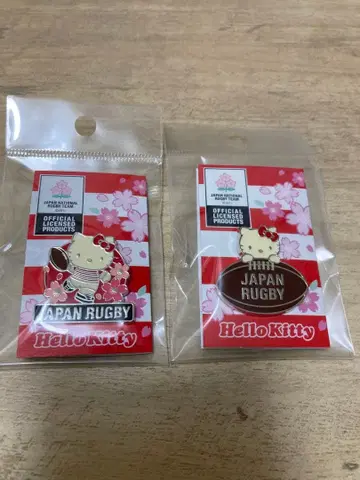 JAPAN NATIONAL
RUGBY TEAM
OFFICIAL
LICENSED
PRODUCTS
JAPAN RUGBY
Hello Kitty
JAPAN NATIONAL
RUGBY TEAM
OFFICIAL
LICENSED
PRODUCTS
JAPAN
RUGBY
Hello Kitty